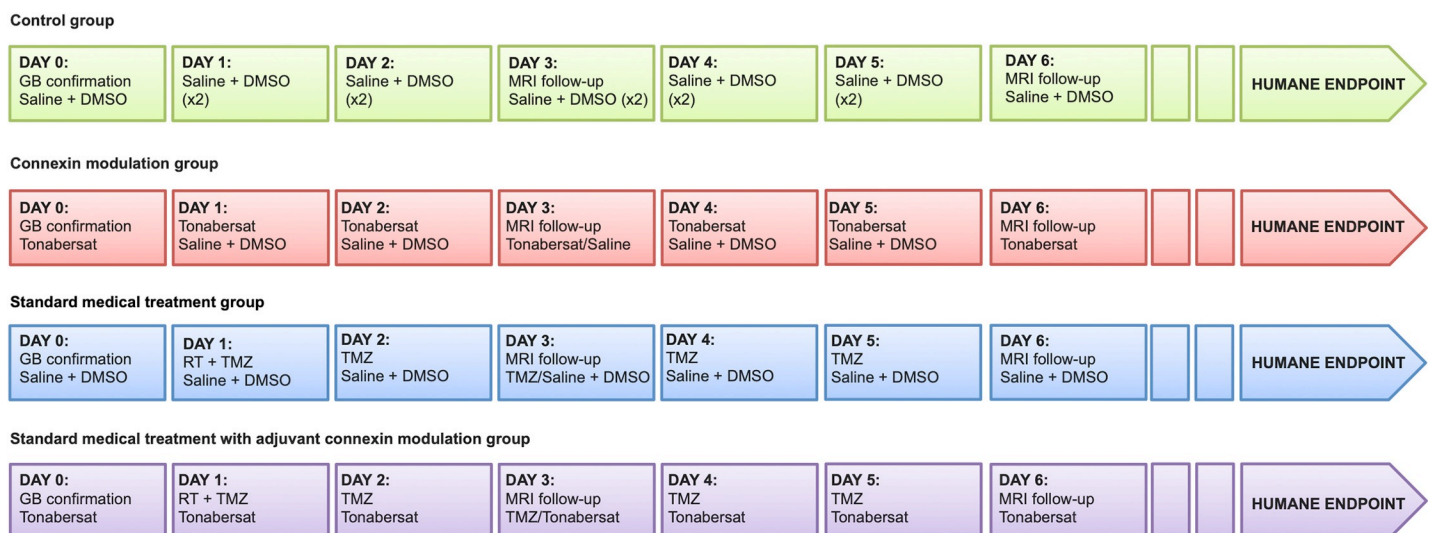 Control group
DAY 0:
GB confirmation
Saline + DMSO
DAY 1:
Saline + DMSO
(x2)
DAY 2:
Saline + DMSO
(x2)
DAY 3:
MRI follow-up
Saline + DMSO (x2)
DAY 4:
Saline + DMSO
(x2)
DAY 5:
Saline + DMSO
(x2)
DAY 6:
MRI follow-up
Saline + DMSO
HUMANE ENDPOINT
Connexin modulation group
DAY 0:
GB confirmation
Tonabersat
DAY 1:
Tonabersat
Saline + DMSO
DAY 2:
Tonabersat
Saline + DMSO
DAY 3:
MRI follow-up
Tonabersat/Saline
DAY 4:
Tonabersat
Saline + DMSO
DAY 5:
Tonabersat
Saline + DMSO
DAY 6:
MRI follow-up
Tonabersat
HUMANE ENDPOINT
Standard medical treatment group
DAY 0:
GB confirmation
Saline + DMSO
DAY 1:
RT + TMZ
Saline + DMSO
DAY 2:
TMZ
Saline + DMSO
DAY 3:
MRI follow-up
TMZ/Saline + DMSO
DAY 4:
TMZ
Saline + DMSO
DAY 5:
TMZ
Saline + DMSO
DAY 6:
MRI follow-up
Saline + DMSO
HUMANE ENDPOINT
Standard medical treatment with adjuvant connexin modulation group
DAY 0:
GB confirmation
Tonabersat
DAY 1:
RT + TMZ
Tonabersat
DAY 2:
TMZ
Tonabersat
DAY 3:
MRI follow-up
TMZ/Tonabersat
DAY 4:
TMZ
Tonabersat
DAY 5:
TMZ
Tonabersat
DAY 6:
MRI follow-up
Tonabersat
HUMANE ENDPOINT